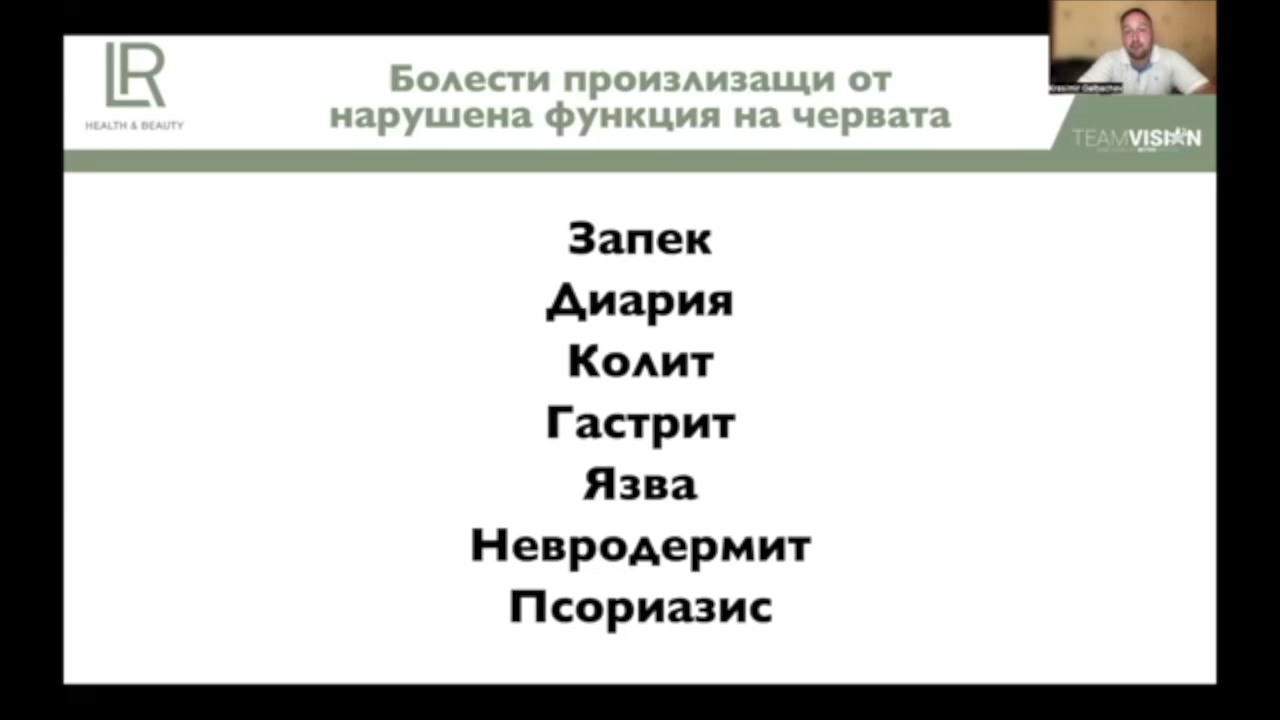 LR
HEALTH & BEAUTY
Болести произлизащи от
нарушена функция на червата
TEAMVISION
Запек
Диария
Колит
Гастрит
Язва
Невродермит
Псориазис